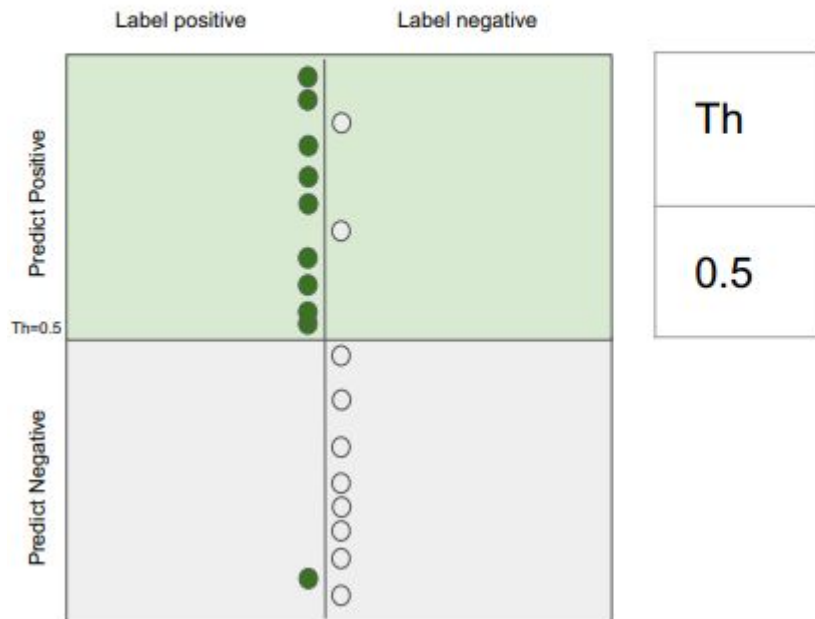 Label positive
Label negative
Predict Positive
Th=0.5
Predict Negative
Th
0.5